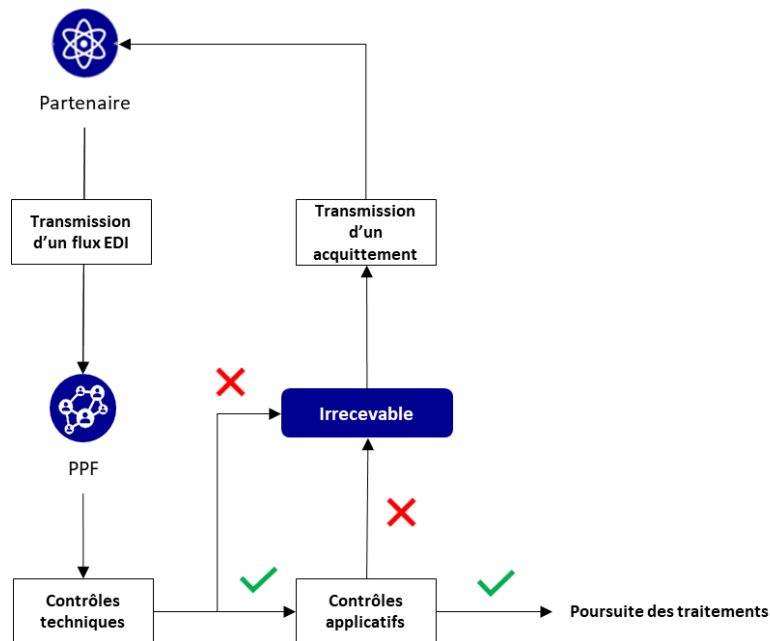 Partenaire
Transmission
d’un flux EDI
Transmission
d’un
acquittement
Irrecevable
PPF
Contrôles
techniques
Contrôles
applicatifs
Poursuite des traitements